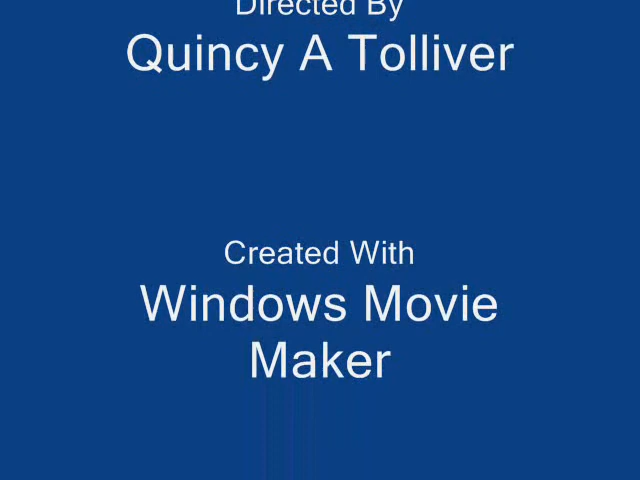 Directed By
Quincy A Tolliver
Created With
Windows Movie
Maker